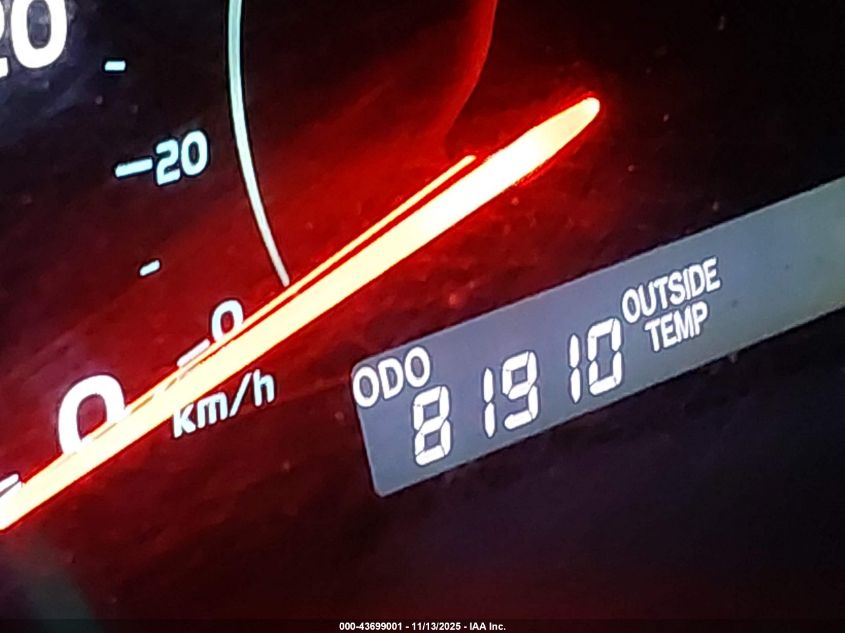 20
-20
-0
0
km/h
ODO
OUTSIDE
TEMP
81910
000-43699001 - 11/13/2025 - IAA Inc.